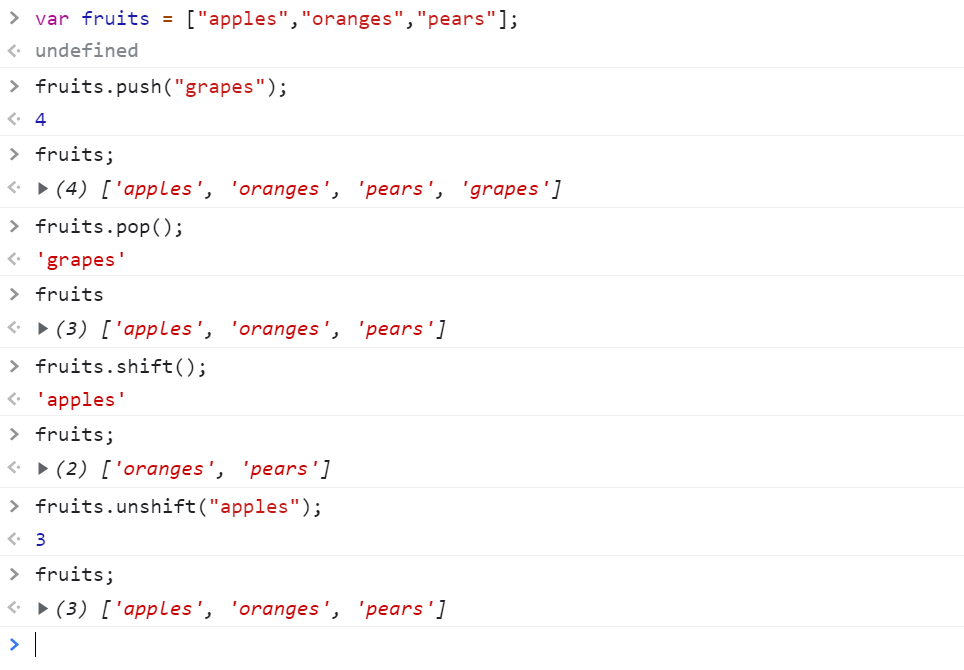 > var fruits = ["apples","oranges","pears"];
<· undefined
> fruits.push("grapes");
<· 4
> fruits;
<· ▶(4) ['apples', 'oranges', 'pears', 'grapes']
> fruits.pop();
<· 'grapes'
> fruits
<· ▶(3) ['apples', 'oranges', 'pears']
> fruits.shift();
<· 'apples'
> fruits;
<· ▶(2) ['oranges', 'pears']
> fruits.unshift("apples");
<· 3
> fruits;
<· ▶(3) ['apples', 'oranges', 'pears']
>